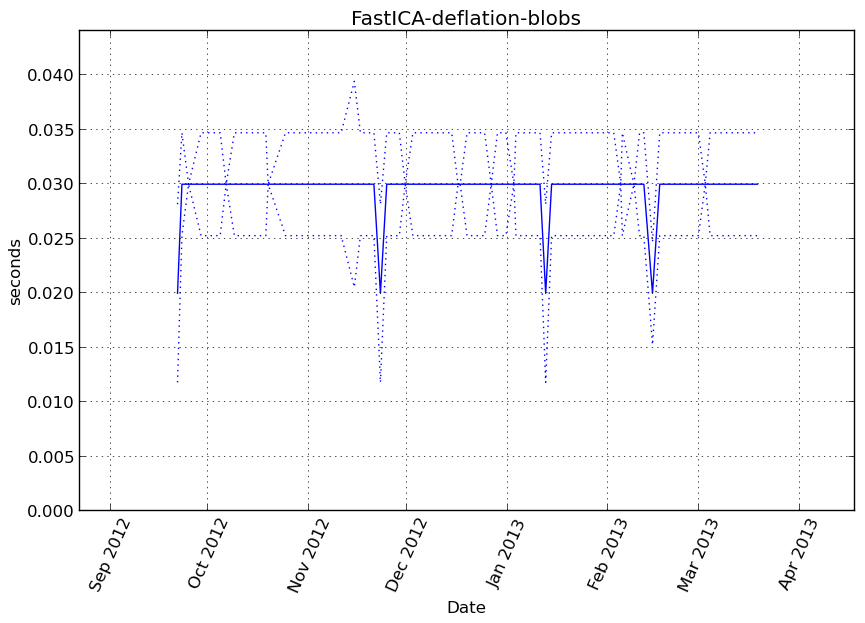 FastICA-deflation-blobs
0.040
0.035
0.030
0.025
0.020
0.015
0.010
0.005
0.000
seconds
Sep 2012
Oct 2012
Nov 2012
Dec 2012
Jan 2013
Feb 2013
Mar 2013
Apr 2013
Date